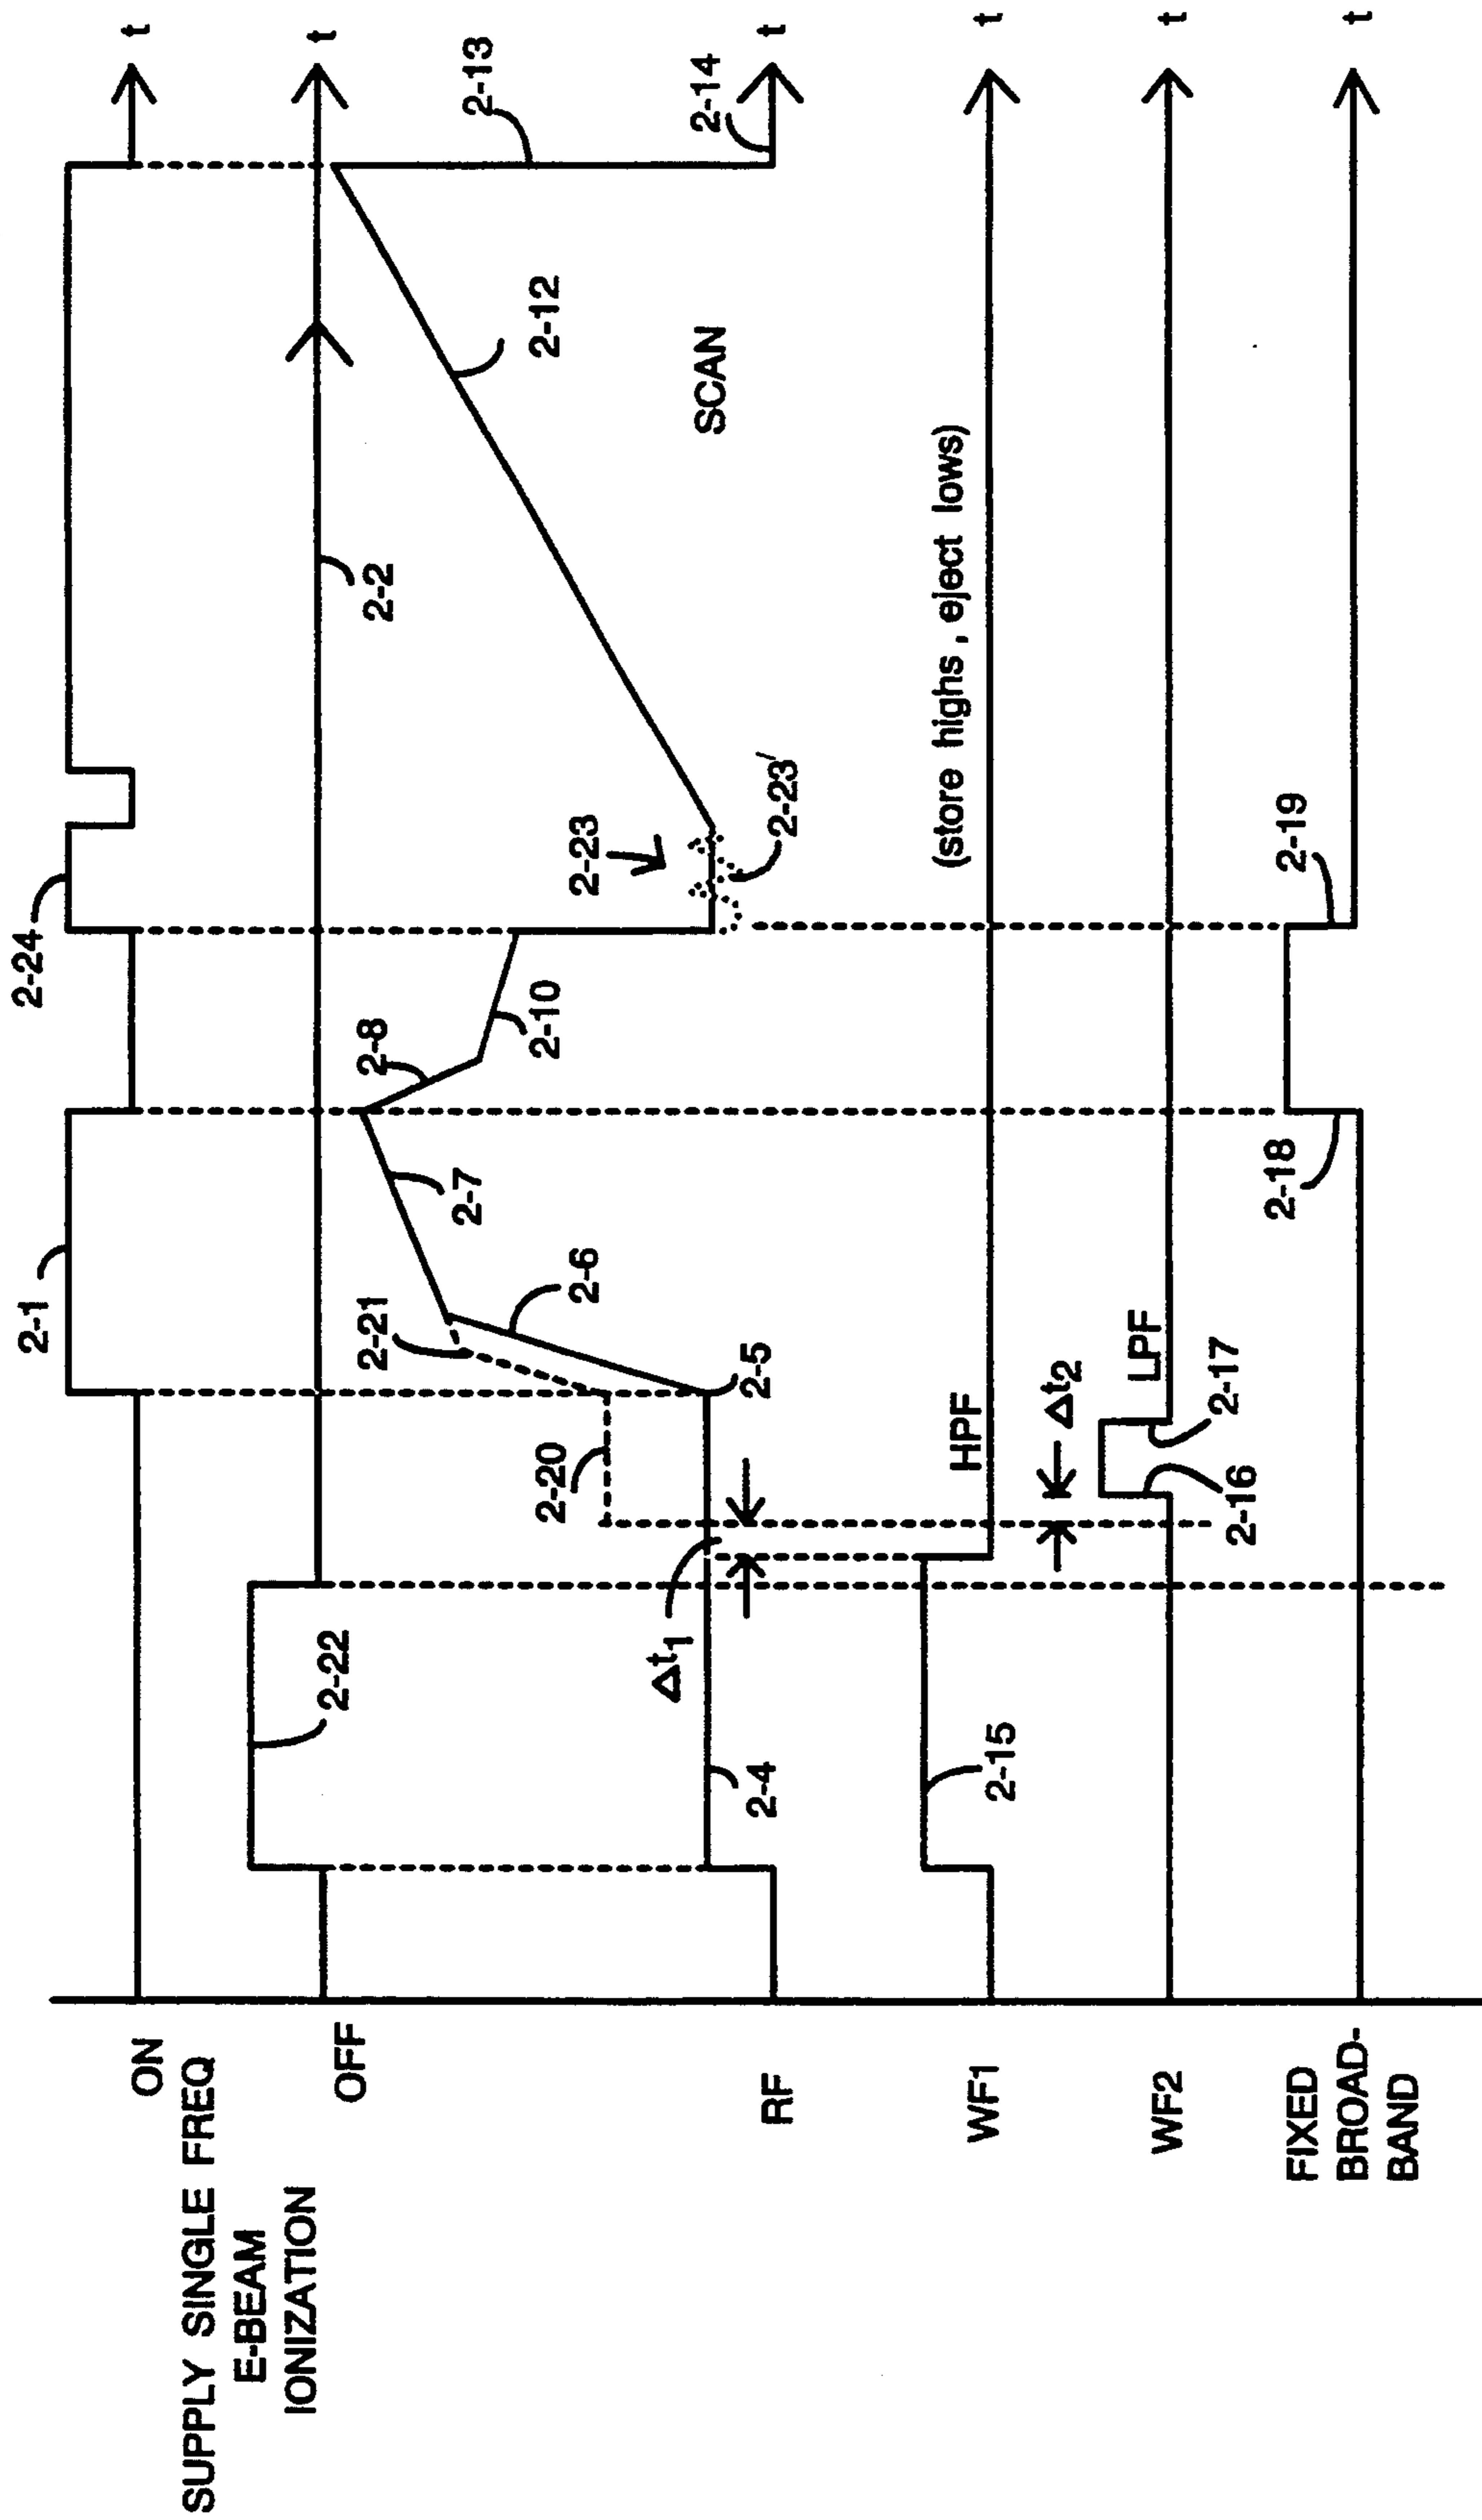 ON
SUPPLY SINGLE FREQ
E-BEAM
IONIZATION
OFF
RF
WF1
WF2
FIXED
BROAD-
BAND
2-1
2-24
t
2-22
2-2
t
2-4
Δt1
2-20
2-5
2-21
2-6
2-7
2-8
2-10
2-23
2-23'
2-12
SCAN
2-13
2-14
t
2-15
HPF
(store highs, eject lows)
t
Δt2
2-16
2-17
LPF
t
2-18
2-19
t